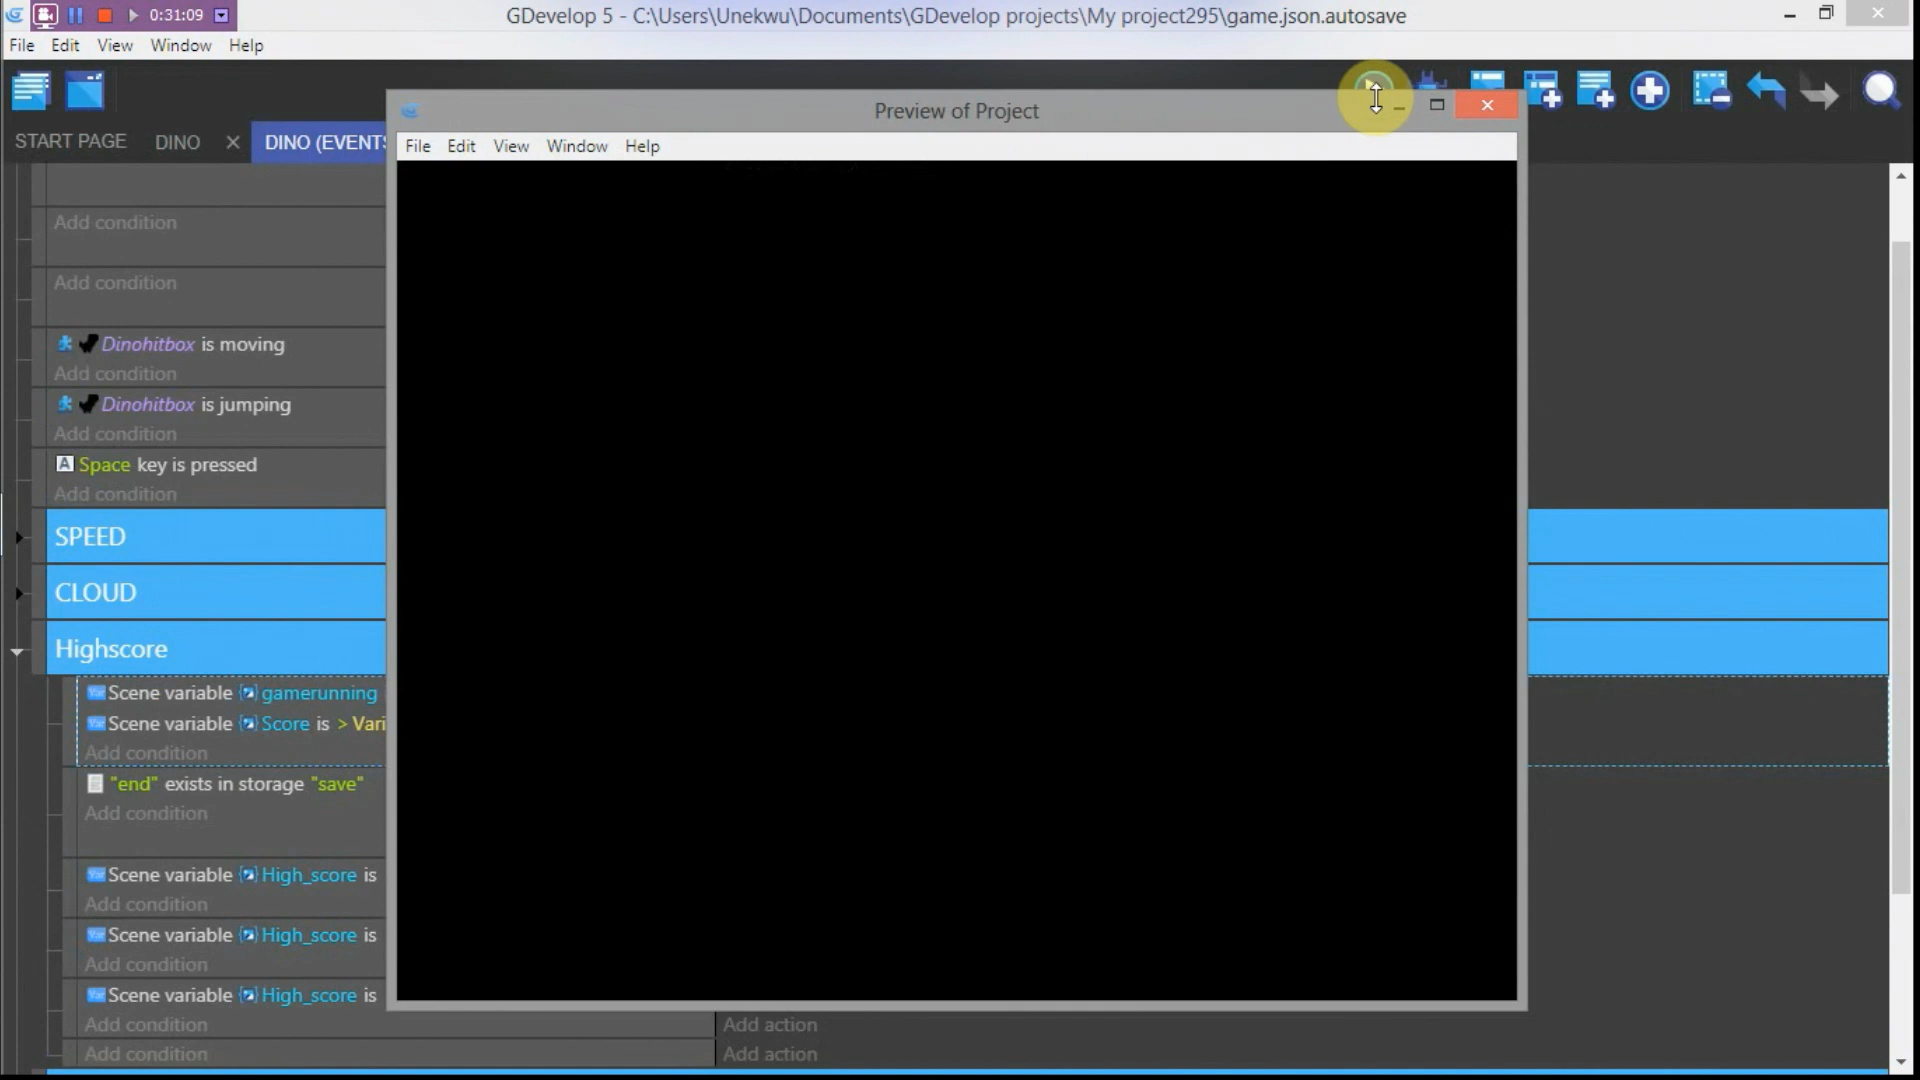 0:31:09
GDevelop 5 - C:\Users\Unekwu\Documents\GDevelop projects\My project295\game.json.autosave
File Edit View Window Help
Preview of Project
START PAGE DINO DINO (EVENTS
File Edit View Window Help
Add condition
Add condition
Dinohitbox is moving
Add condition
Dinohitbox is jumping
Add condition
A Space key is pressed
Add condition
SPEED
CLOUD
Highscore
Scene variable gamerunning
Scene variable Score is > Vari
Add condition
"end" exists in storage "save"
Add condition
Scene variable High_score is
Add condition
Scene variable High_score is
Add condition
Scene variable High_score is
Add condition Add action
Add condition Add action